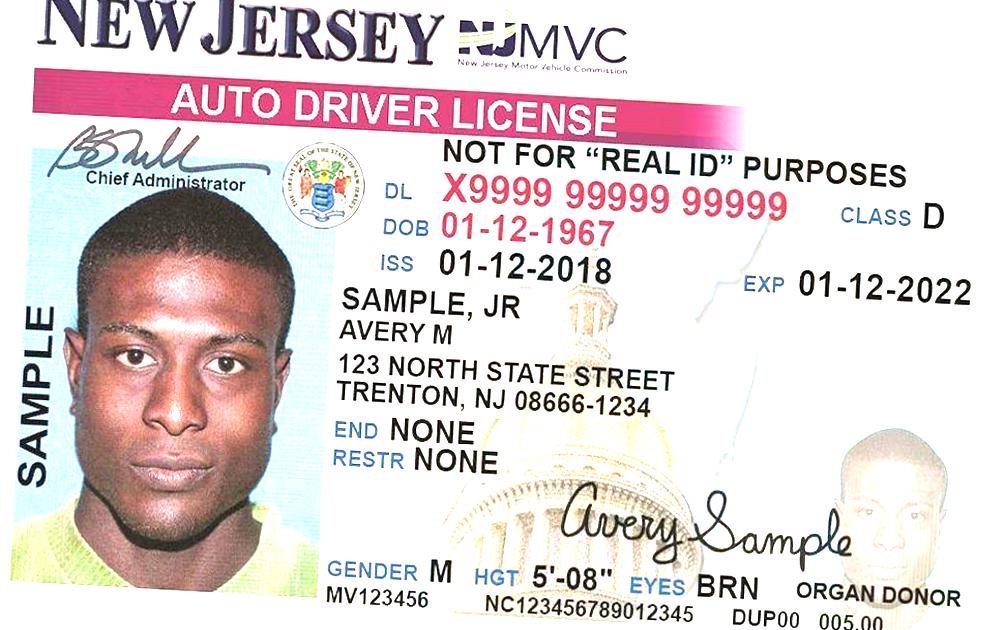 NEW JERSEY NJMVC
New Jersey Motor Vehicle Commission
AUTO DRIVER LICENSE
NOT FOR “REAL ID” PURPOSES
Chief Administrator
THE GREAT SEAL OF THE STATE OF NEW JERSEY
DL X9999 99999 99999 CLASS D
DOB 01-12-1967
ISS 01-12-2018 EXP 01-12-2022
SAMPLE, JR
AVERY M
123 NORTH STATE STREET
TRENTON, NJ 08666-1234
END NONE
RESTR NONE
SAMPLE
Avery Sample
GENDER M HGT 5'-08" EYES BRN ORGAN DONOR
MV123456 NC123456789012345 DUP00 005.00